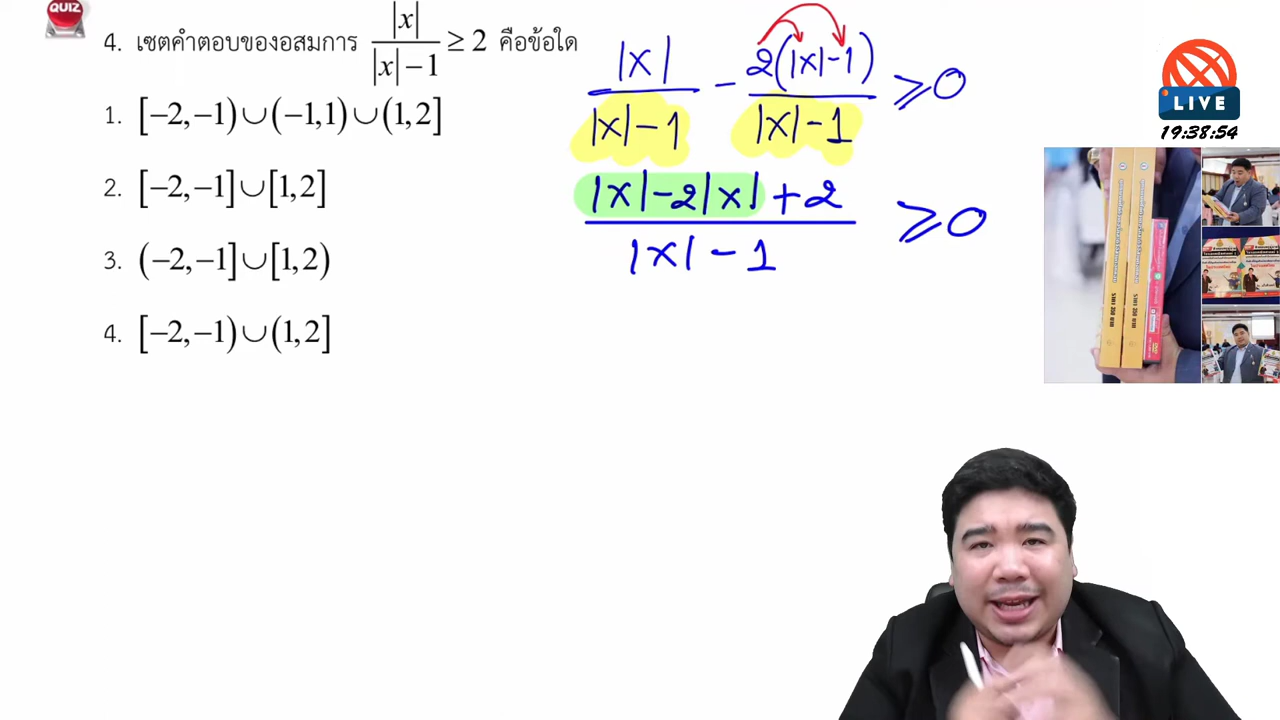 QUIZ
4. เซตคำตอบของอสมการ |x| / (|x| − 1) ≥ 2 คือข้อใด
1. [−2, −1) ∪ (−1, 1) ∪ (1, 2]
2. [−2, −1] ∪ [1, 2]
3. (−2, −1] ∪ [1, 2)
4. [−2, −1) ∪ (1, 2]
|x| / (|x| − 1) − 2(|x| − 1) / (|x| − 1) ≥ 0
(|x| − 2|x| + 2) / (|x| − 1) ≥ 0
LIVE
19:38:54